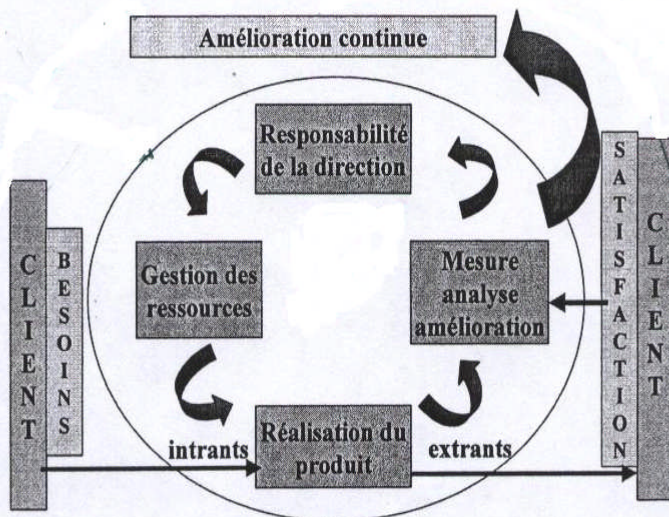 Amélioration continue
Responsabilité
de la direction
CLIENT
BESOINS
Gestion des
ressources
Mesure
analyse
amélioration
SATISFACTION
CLIENT
intrants
Réalisation du
produit
extrants